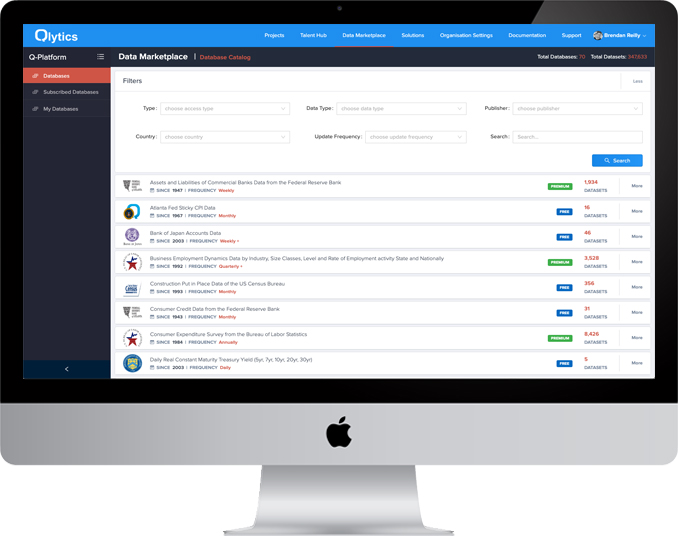 Qlytics
Projects Talent Hub Data Marketplace Solutions Organisation Settings Documentation Support Brendan Reilly
Q-Platform
Data Marketplace | Database Catalog
Total Databases: 70 Total Datasets: 347,633
Databases
Subscribed Databases
My Databases
Filters
Less
Type: choose access type
Data Type: choose data type
Publisher: choose publisher
Country: choose country
Update Frequency: choose update frequency
Search: Search...
Search
Assets and Liabilities of Commercial Banks Data from the Federal Reserve Bank
SINCE 1947 | FREQUENCY Weekly
PREMIUM
1,934
DATASETS
More
Atlanta Fed Sticky CPI Data
SINCE 1967 | FREQUENCY Monthly
FREE
16
DATASETS
More
Bank of Japan Accounts Data
SINCE 2003 | FREQUENCY Weekly +
FREE
46
DATASETS
More
Business Employment Dynamics Data by Industry, Size Classes, Level and Rate of Employment activity State and Nationally
SINCE 1992 | FREQUENCY Quarterly +
PREMIUM
3,528
DATASETS
More
Construction Put in Place Data of the US Census Bureau
SINCE 1993 | FREQUENCY Monthly
FREE
356
DATASETS
More
Consumer Credit Data from the Federal Reserve Bank
SINCE 1943 | FREQUENCY Monthly
FREE
31
DATASETS
More
Consumer Expenditure Survey from the Bureau of Labor Statistics
SINCE 1984 | FREQUENCY Annually
PREMIUM
8,426
DATASETS
More
Daily Real Constant Maturity Treasury Yield (5yr, 7yr, 10yr, 20yr, 30yr)
SINCE 2003 | FREQUENCY Daily
FREE
5
DATASETS
More